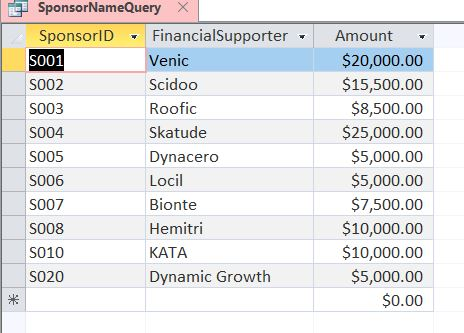 SponsorNameQuery
SponsorID FinancialSupporter Amount
S001 Venic $20,000.00
S002 Scidoo $15,500.00
S003 Roofic $8,500.00
S004 Skatude $25,000.00
S005 Dynacero $5,000.00
S006 Locil $5,000.00
S007 Bionte $7,500.00
S008 Hemitri $10,000.00
S010 KATA $10,000.00
S020 Dynamic Growth $5,000.00
$0.00